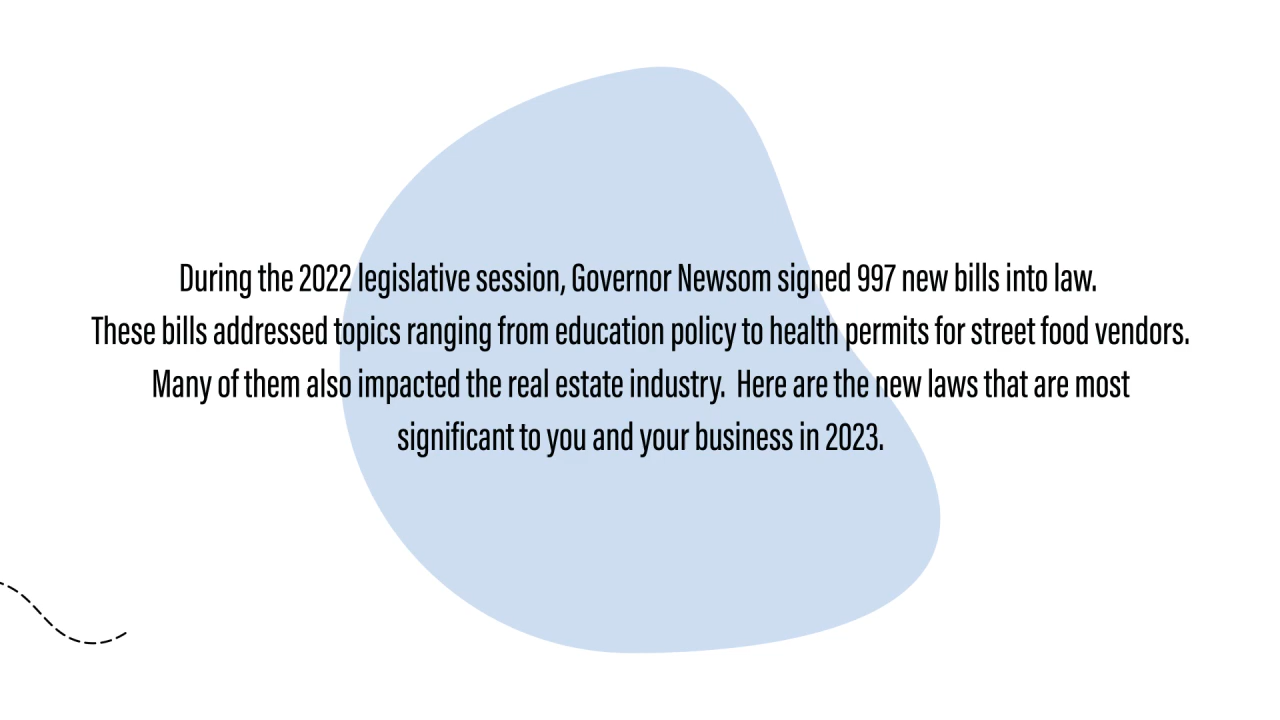 During the 2022 legislative session, Governor Newsom signed 997 new bills into law.
These bills addressed topics ranging from education policy to health permits for street food vendors.
Many of them also impacted the real estate industry.  Here are the new laws that are most
significant to you and your business in 2023.